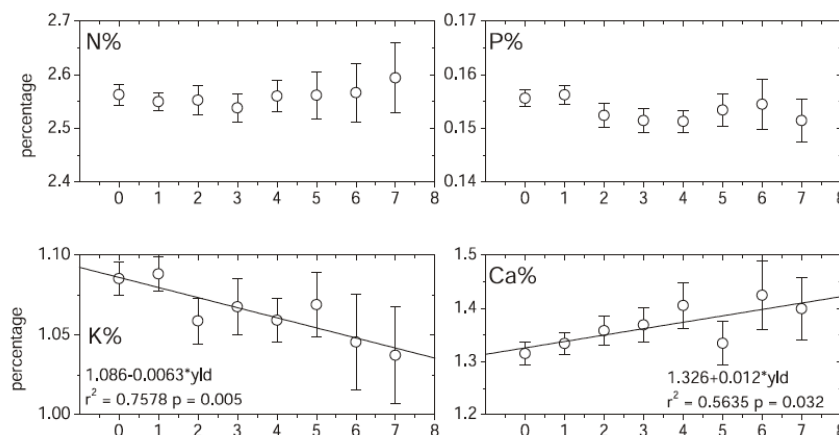 2.7
N%
2.6
2.5
2.4
percentage
0 1 2 3 4 5 6 7 8
0.17
P%
0.16
0.15
0.14
0 1 2 3 4 5 6 7 8
1.10
1.05
1.00
percentage
K%
1.086-0.0063*yld
r² = 0.7578 p = 0.005
0 1 2 3 4 5 6 7 8
1.5
Ca%
1.4
1.3
1.2
1.326+0.012*yld
r² = 0.5635 p = 0.032
0 1 2 3 4 5 6 7 8